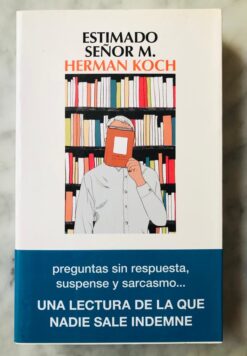 ESTIMADO
SEÑOR M.
HERMAN KOCH
preguntas sin respuesta,
suspense y sarcasmo...
UNA LECTURA DE LA QUE
NADIE SALE INDEMNE